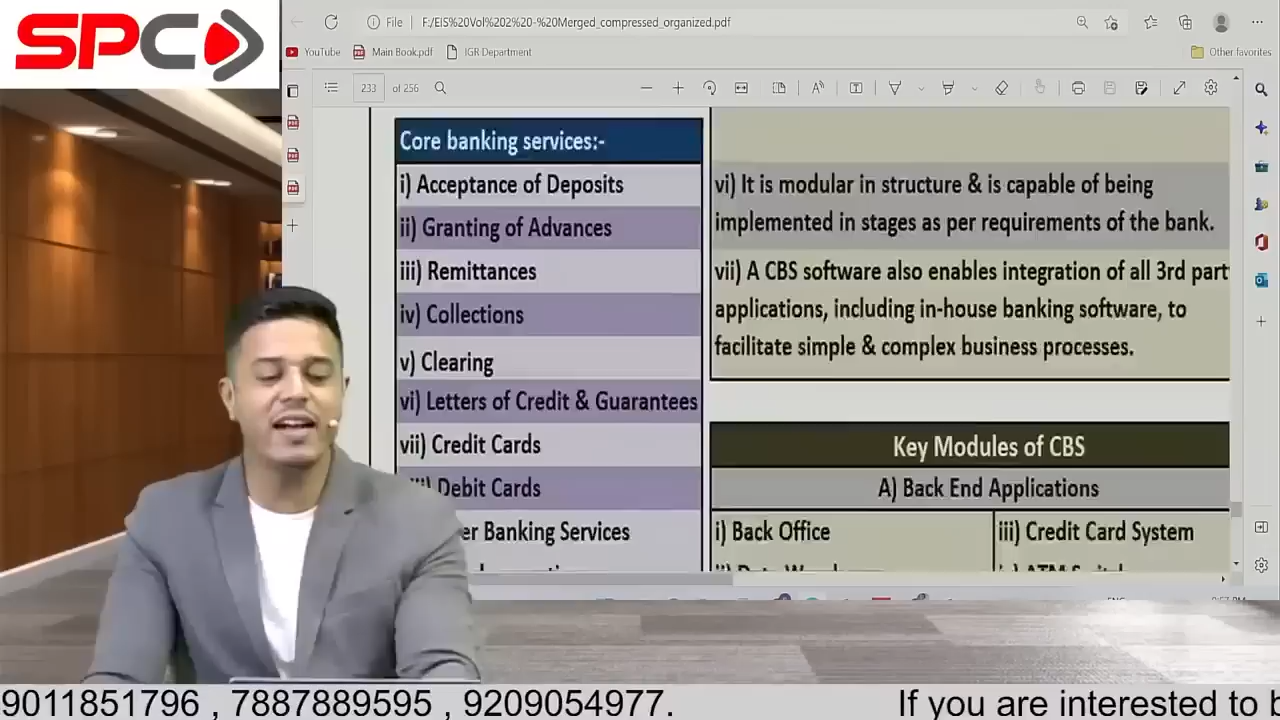 SPC
File
F:/EIS%20Vol%202%20-%20Merged_compressed_organized.pdf
YouTube
Main Book.pdf
IGR Department
Other favorites
233 of 256
Core banking services:-
i) Acceptance of Deposits
ii) Granting of Advances
iii) Remittances
iv) Collections
v) Clearing
vi) Letters of Credit & Guarantees
vii) Credit Cards
Debit Cards
Banking Services
vi) It is modular in structure & is capable of being
implemented in stages as per requirements of the bank.
vii) A CBS software also enables integration of all 3rd part
applications, including in-house banking software, to
facilitate simple & complex business processes.
Key Modules of CBS
A) Back End Applications
i) Back Office
iii) Credit Card System
9011851796 , 7887889595 , 9209054977.
If you are interested to b